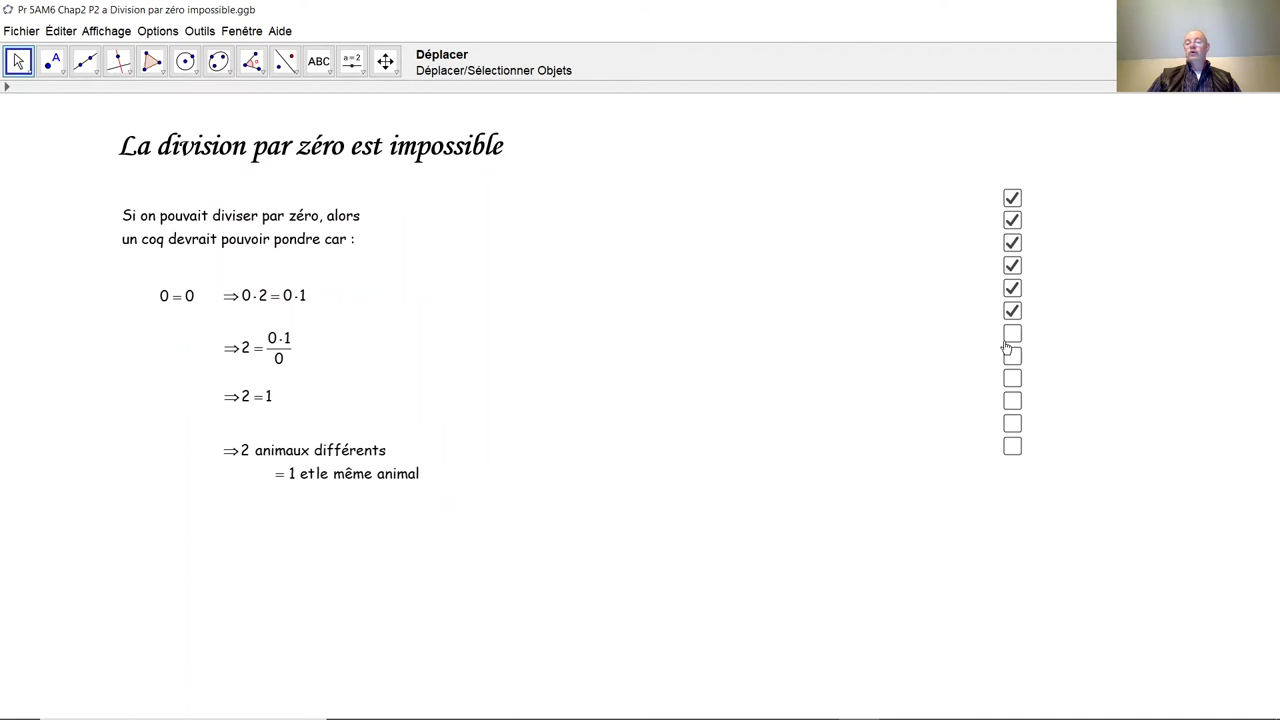 Pr 5AM6 Chap2 P2 a Division par zéro impossible.ggb
Fichier Éditer Affichage Options Outils Fenêtre Aide
A ABC a=2
Déplacer
Déplacer/Sélectionner Objets
La division par zéro est impossible
Si on pouvait diviser par zéro, alors
un coq devrait pouvoir pondre car :
0 = 0 ⇒ 0 · 2 = 0 · 1
⇒ 2 = 0 · 1 / 0
⇒ 2 = 1
⇒ 2 animaux différents
= 1 et le même animal